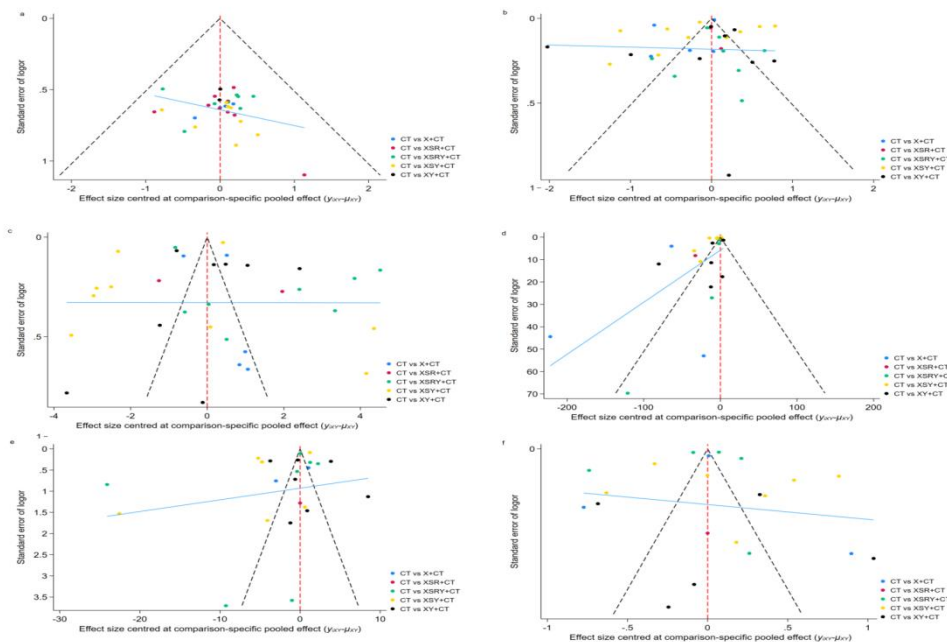 a
0
.5
1
-2
-1
0
1
2
Standard error of logor
Effect size centred at comparison-specific pooled effect (yiXY-μXY)
CT vs X+CT
CT vs XSR+CT
CT vs XSRY+CT
CT vs XSY+CT
CT vs XY+CT
b
0
.5
1
-2
-1
0
1
2
Standard error of logor
Effect size centred at comparison-specific pooled effect (yiXY-μXY)
CT vs X+CT
CT vs XSR+CT
CT vs XSRY+CT
CT vs XSY+CT
CT vs XY+CT
c
0
.5
1
-4
-2
0
2
4
Standard error of logor
Effect size centred at comparison-specific pooled effect (yiXY-μXY)
CT vs X+CT
CT vs XSR+CT
CT vs XSRY+CT
CT vs XSY+CT
CT vs XY+CT
d
0
10
20
30
40
50
60
70
-200
-100
0
100
200
Standard error of logor
Effect size centred at comparison-specific pooled effect (yiXY-μXY)
CT vs X+CT
CT vs XSR+CT
CT vs XSRY+C
CT vs XSY+CT
CT vs XY+CT
e
0
.5
1
1.5
2
2.5
3
3.5
-30
-20
-10
0
10
Standard error of logor
Effect size centred at comparison-specific pooled effect (yiXY-μXY)
CT vs X+CT
CT vs XSR+CT
CT vs XSRY+CT
CT vs XSY+CT
CT vs XY+CT
f
0
-1
-.5
0
.5
1
Standard error of logor
Effect size centred at comparison-specific pooled effect (yiXY-μXY)
CT vs X+CT
CT vs XSR+CT
CT vs XSRY+CT
CT vs XSY+CT
CT vs XY+CT